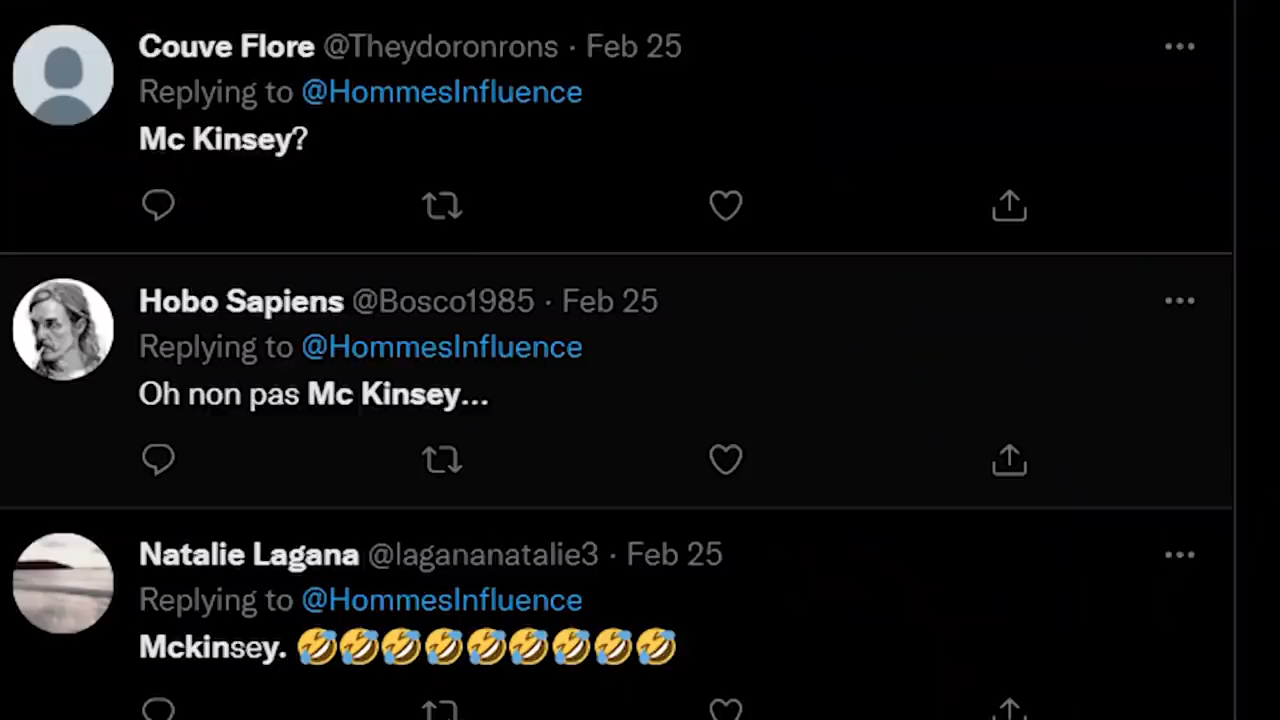 Couve Flore @Theydoronrons · Feb 25
Replying to @HommesInfluence
Mc Kinsey?
Hobo Sapiens @Bosco1985 · Feb 25
Replying to @HommesInfluence
Oh non pas Mc Kinsey...
Natalie Lagana @lagananatalie3 · Feb 25
Replying to @HommesInfluence
Mckinsey. 🤣🤣🤣🤣🤣🤣🤣🤣🤣